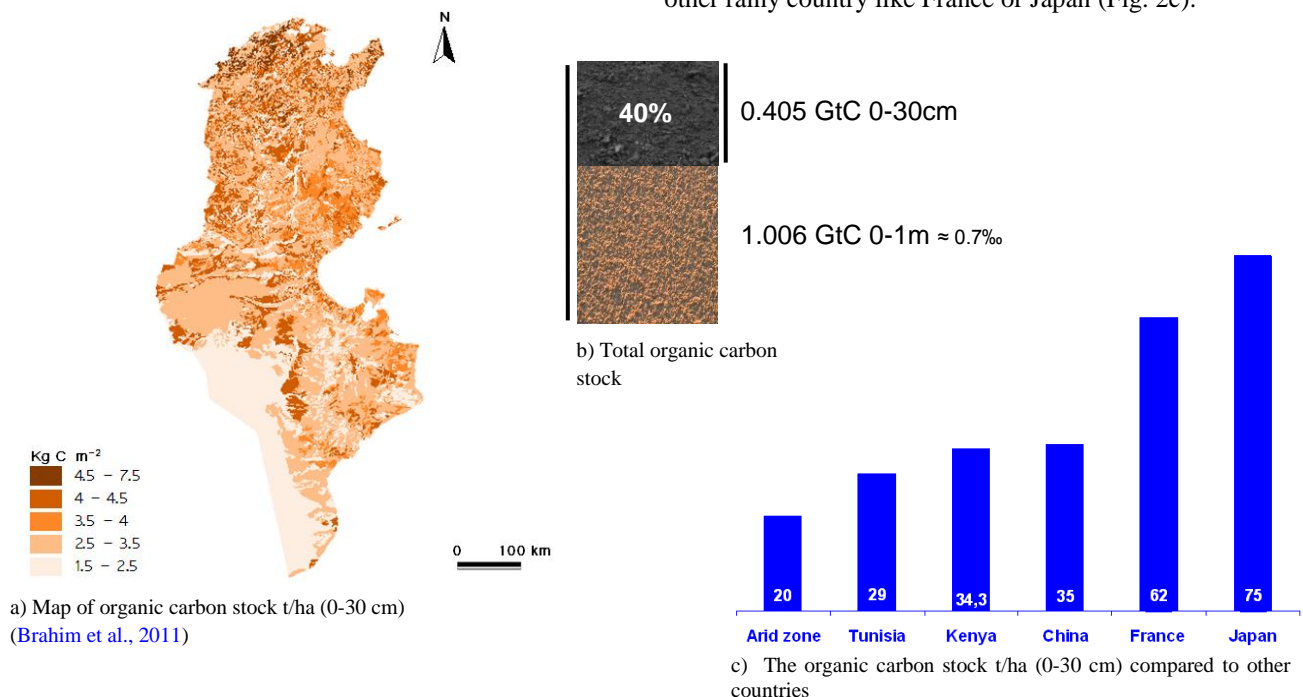 other rainy country like France or Japan (Fig. 2c).
N
Kg C m⁻²
4.5 – 7.5
4 – 4.5
3.5 – 4
2.5 – 3.5
1.5 – 2.5
0 100 km
a) Map of organic carbon stock t/ha (0-30 cm)
(Brahim et al., 2011)
40%
0.405 GtC 0-30cm
1.006 GtC 0-1m ≈ 0.7‰
b) Total organic carbon
stock
20 29 34,3 35 62 75
Arid zone Tunisia Kenya China France Japan
c) The organic carbon stock t/ha (0-30 cm) compared to other
countries